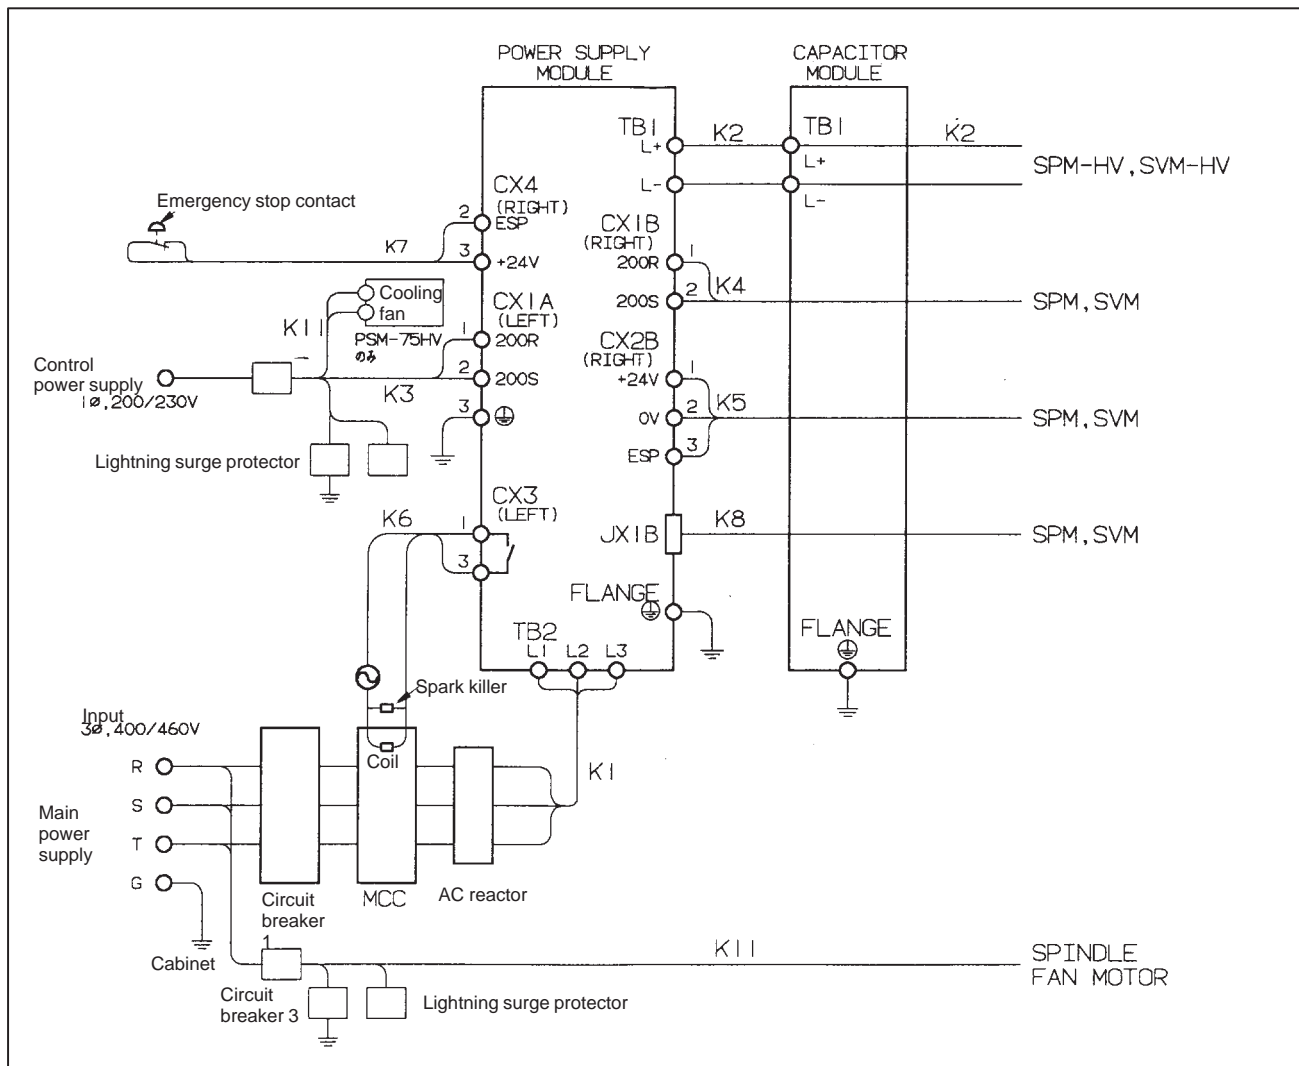 POWER SUPPLY
MODULE
CAPACITOR
MODULE
TB1
L+
K2
TB1
L+
K2
SPM-HV, SVM-HV
L-
L-
Emergency stop contact
CX4
(RIGHT)
2
ESP
K7
3
+24V
CX1B
(RIGHT)
1
200R
2
200S
K4
SPM, SVM
Cooling
fan
K11
PSM-75HV
のみ
CX1A
(LEFT)
1
200R
2
200S
K3
3
Control
power supply
1ø, 200/230V
CX2B
(RIGHT)
1
+24V
2
0V
K5
3
ESP
SPM, SVM
Lightning surge protector
CX3
(LEFT)
K6
1
3
JX1B
K8
SPM, SVM
FLANGE
FLANGE
TB2
L1 L2 L3
Spark killer
Coil
Input
3ø, 400/460V
K1
R
S
T
G
Main
power
supply
Circuit
breaker
1
MCC
AC reactor
Cabinet
K11
SPINDLE
FAN MOTOR
Circuit
breaker 3
Lightning surge protector